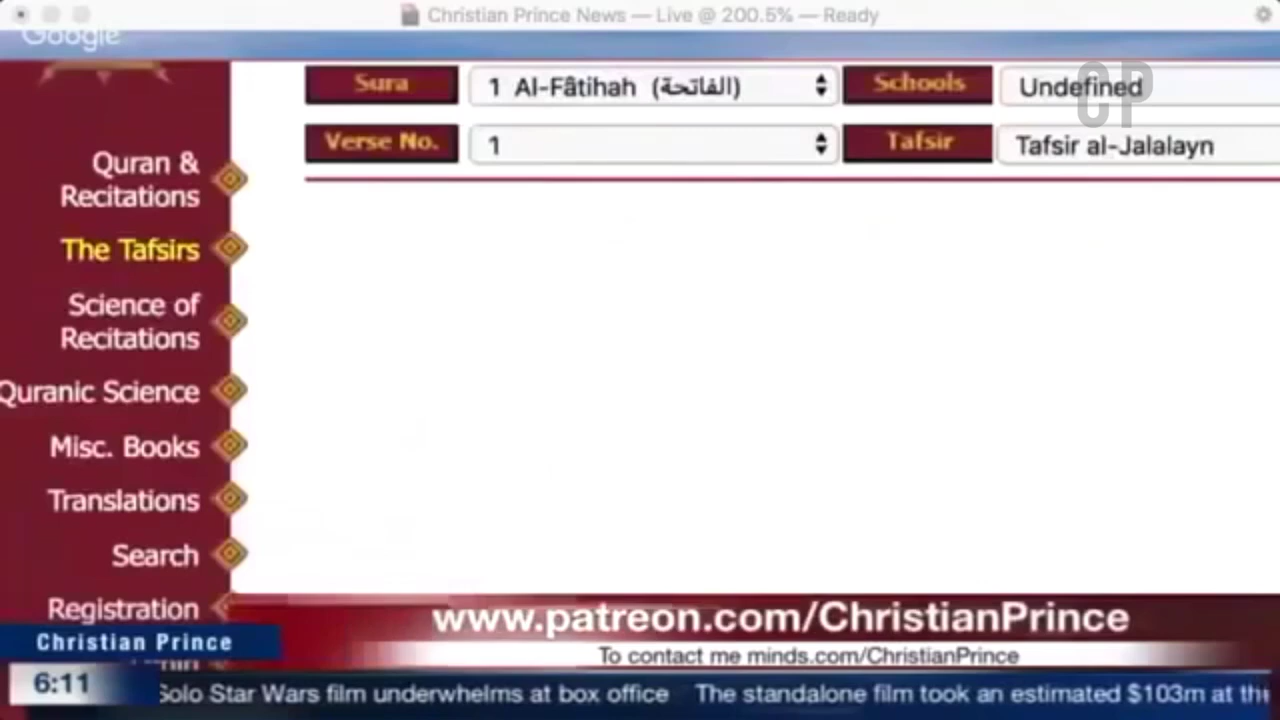 Christian Prince News — Live @ 200.5% — Ready
Google
CP
Sura
1 Al-Fâtihah (الفاتحة)
Schools
Undefined
Verse No.
1
Tafsir
Tafsir al-Jalalayn
Quran &
Recitations
The Tafsirs
Science of
Recitations
Quranic Science
Misc. Books
Translations
Search
Registration
www.patreon.com/ChristianPrince
Christian Prince
To contact me minds.com/ChristianPrince
6:11
Solo Star Wars film underwhelms at box office The standalone film took an estimated $103m at the